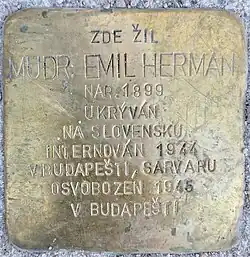 ZDE ŽIL
MUDR. EMIL HERMAN
NAR. 1899
UKRÝVÁN
NA SLOVENSKU
INTERNOVÁN 1944
V BUDAPEŠTI, SARVARU
OSVOBOZEN 1945
V BUDAPEŠTI